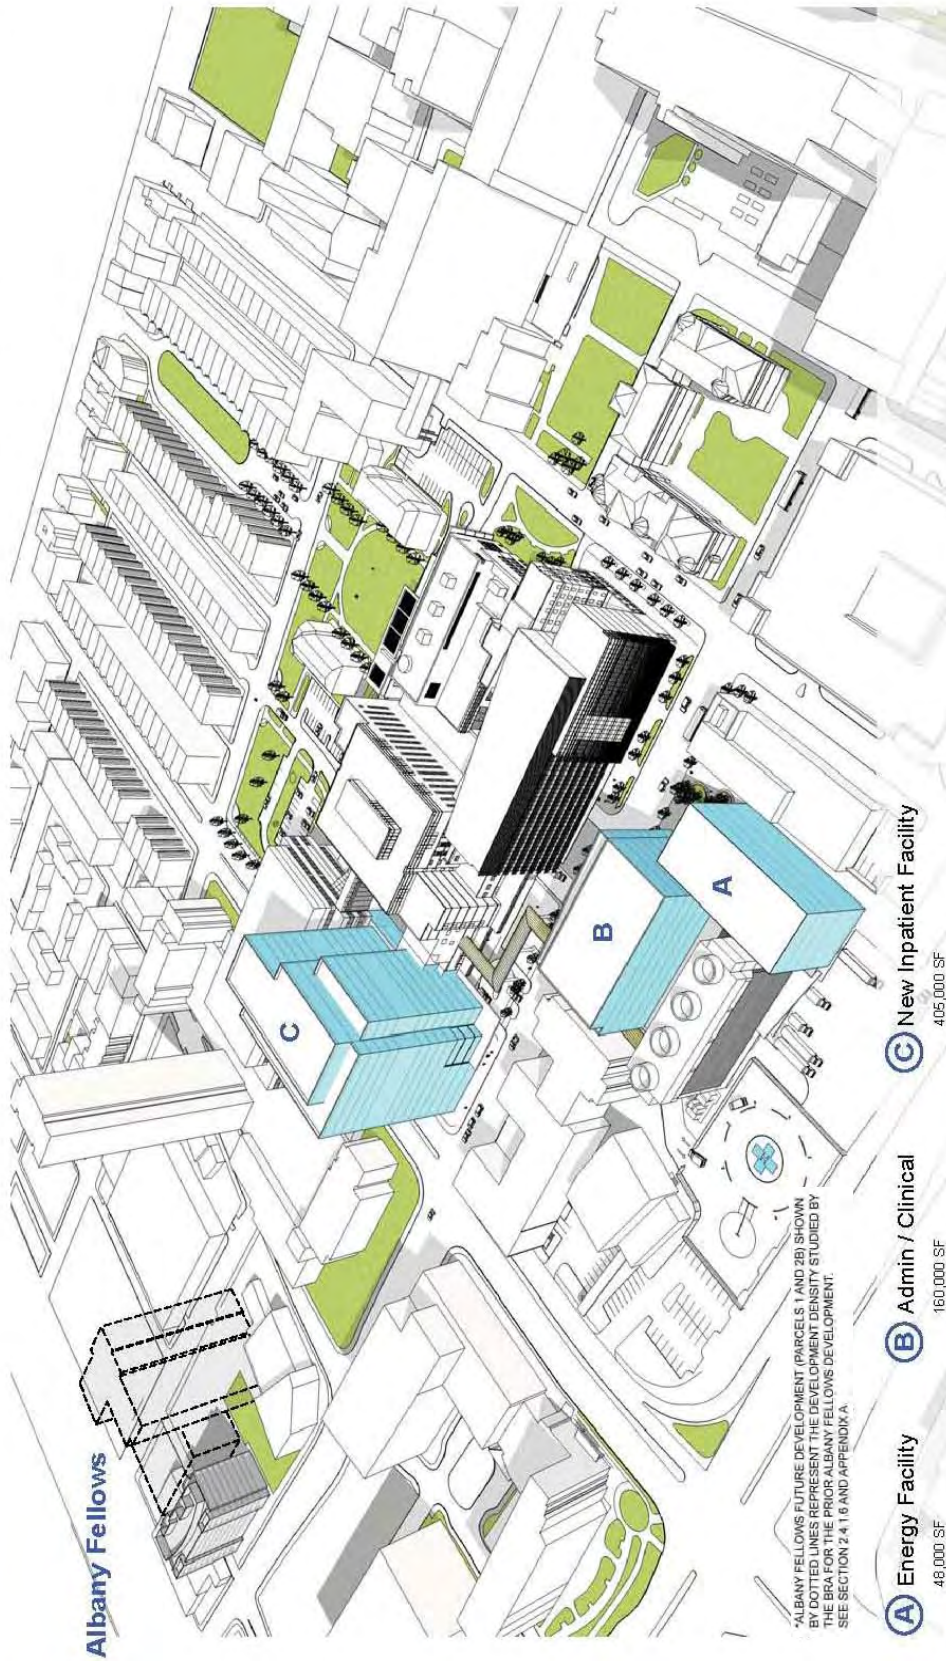 Albany Fellows
C
B
A
*ALBANY FELLOWS FUTURE DEVELOPMENT (PARCELS 1 AND 2B) SHOWN
BY DOTTED LINES REPRESENT THE DEVELOPMENT DENSITY STUDIED BY
THE BRA FOR THE PRIOR ALBANY FELLOWS DEVELOPMENT.
SEE SECTION 2.4.1.6 AND APPENDIX A
A Energy Facility
48,000 SF
B Admin / Clinical
160,000 SF
C New Inpatient Facility
405,000 SF